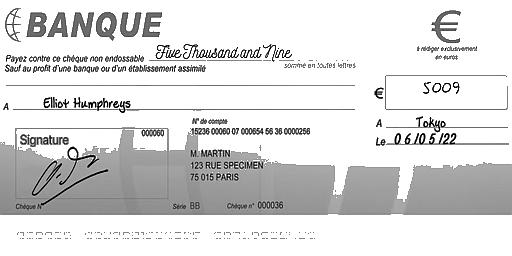 BANQUE
€
à rédiger exclusivement
en euros
Payez contre ce chèque non endossable Five Thousand and Nine
Sauf au profit d'une banque ou d'un établissement assimilé
somme en toutes lettres
€ 5009
A Elliot Humphreys
A Tokyo
Le 06/05/22
Signature
000060
N° de compte
15236 00060 07 000654 56 36 0000256
M. MARTIN
123 RUE SPECIMEN
75 015 PARIS
Chèque N°
Série BB
Chèque n° 000036